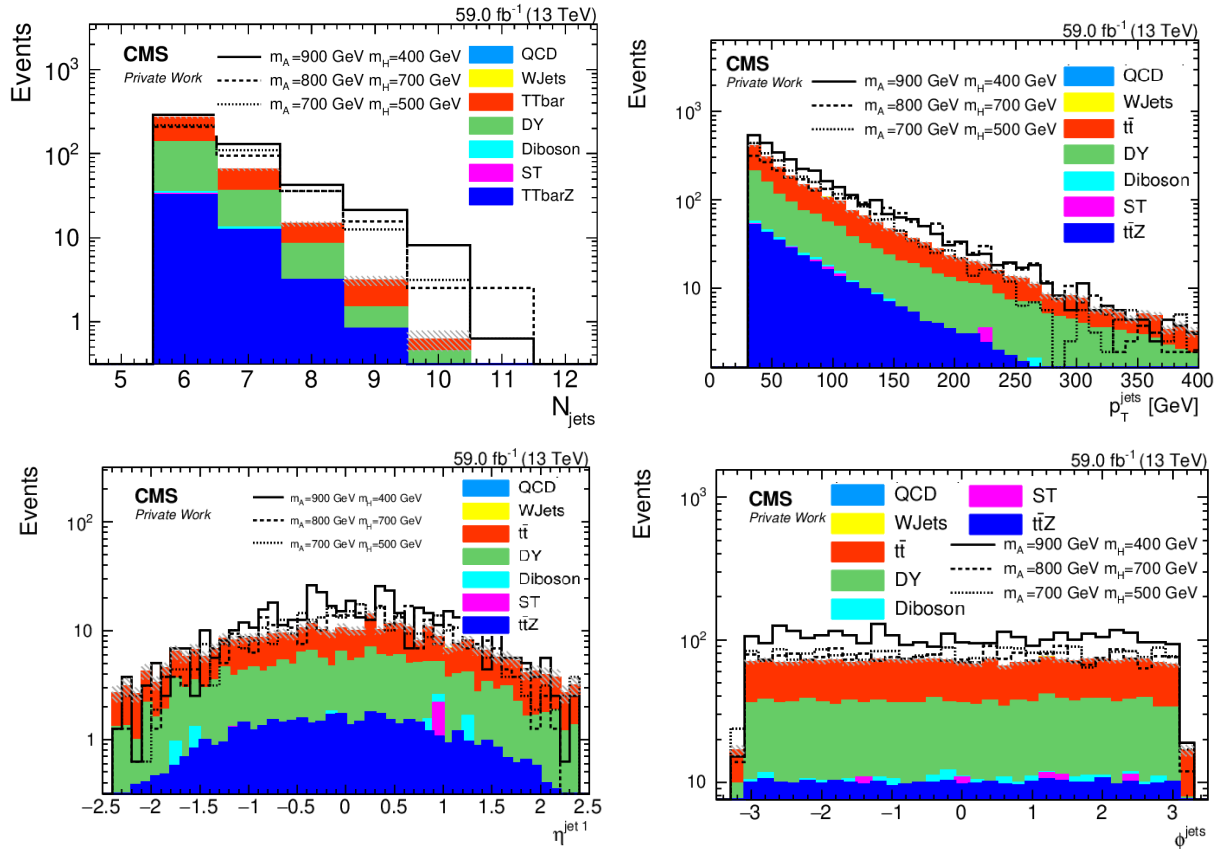 59.0 fb⁻¹ (13 TeV)
Events
CMS
Private Work
m_A=900 GeV m_H=400 GeV
m_A=800 GeV m_H=700 GeV
m_A=700 GeV m_H=500 GeV
QCD
WJets
TTbar
DY
Diboson
ST
TTbarZ
10³
10²
10
1
5 6 7 8 9 10 11 12
N_jets
59.0 fb⁻¹ (13 TeV)
Events
CMS
Private Work
m_A=900 GeV m_H=400 GeV
m_A=800 GeV m_H=700 GeV
m_A=700 GeV m_H=500 GeV
QCD
WJets
tt̄
DY
Diboson
ST
tt̄Z
10³
10²
10
1
0 50 100 150 200 250 300 350 400
p_T^jets [GeV]
59.0 fb⁻¹ (13 TeV)
Events
CMS
Private Work
m_A=900 GeV m_H=400 GeV
m_A=800 GeV m_H=700 GeV
m_A=700 GeV m_H=500 GeV
QCD
WJets
tt̄
DY
Diboson
ST
tt̄Z
10²
10
1
−2.5 −2 −1.5 −1 −0.5 0 0.5 1 1.5 2 2.5
η^jet 1
59.0 fb⁻¹ (13 TeV)
Events
CMS
Private Work
QCD
WJets
tt̄
DY
Diboson
ST
tt̄Z
m_A=900 GeV m_H=400 GeV
m_A=800 GeV m_H=700 GeV
m_A=700 GeV m_H=500 GeV
10³
10²
10
−3 −2 −1 0 1 2 3
ϕ^jets